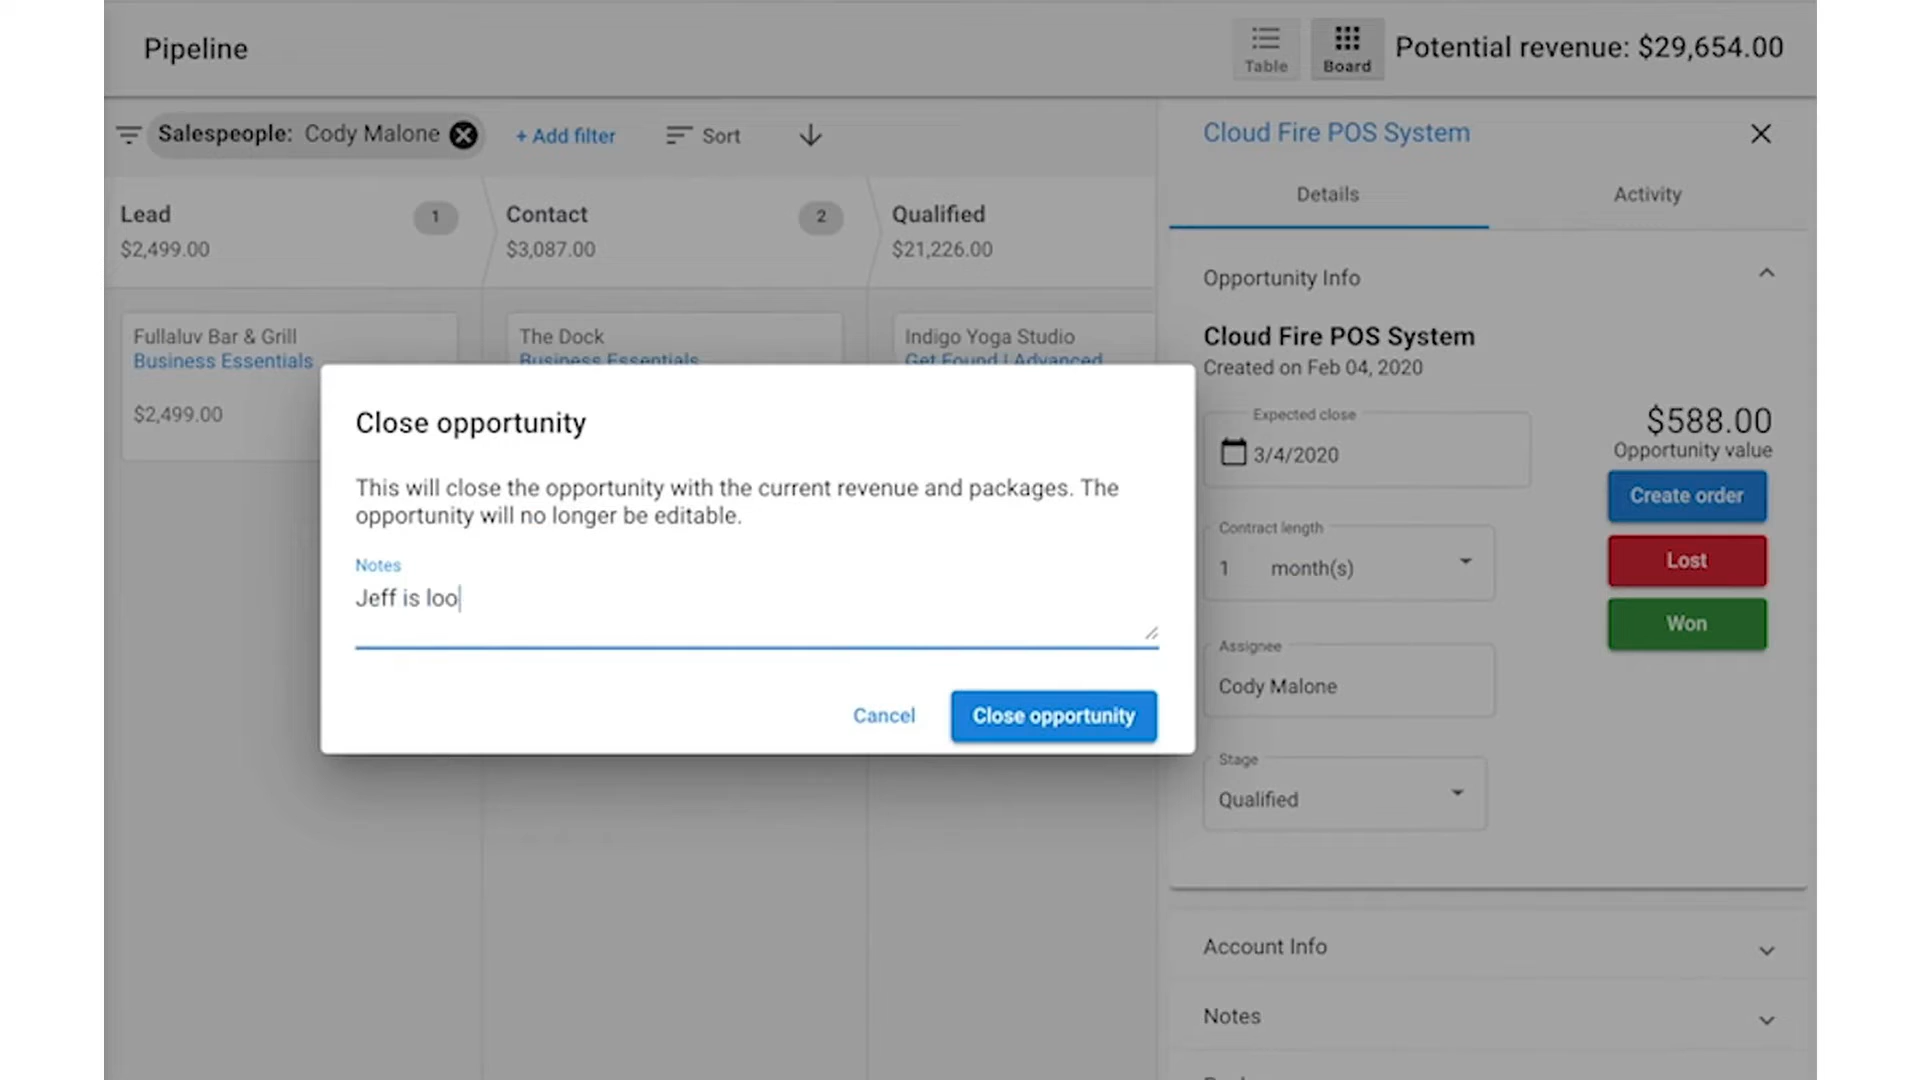 Pipeline
Table
Board
Potential revenue: $29,654.00
Salespeople: Cody Malone
+ Add filter
Sort
Lead
1
$2,499.00
Contact
2
$3,087.00
Qualified
$21,226.00
Fullaluv Bar & Grill
Business Essentials
$2,499.00
The Dock
Business Essentials
Indigo Yoga Studio
Get Found | Advanced
Close opportunity
This will close the opportunity with the current revenue and packages. The
opportunity will no longer be editable.
Notes
Jeff is loo
Cancel
Close opportunity
Cloud Fire POS System
Details
Activity
Opportunity Info
Cloud Fire POS System
Created on Feb 04, 2020
Expected close
3/4/2020
$588.00
Opportunity value
Create order
Contract length
1 month(s)
Lost
Won
Assignee
Cody Malone
Stage
Qualified
Account Info
Notes